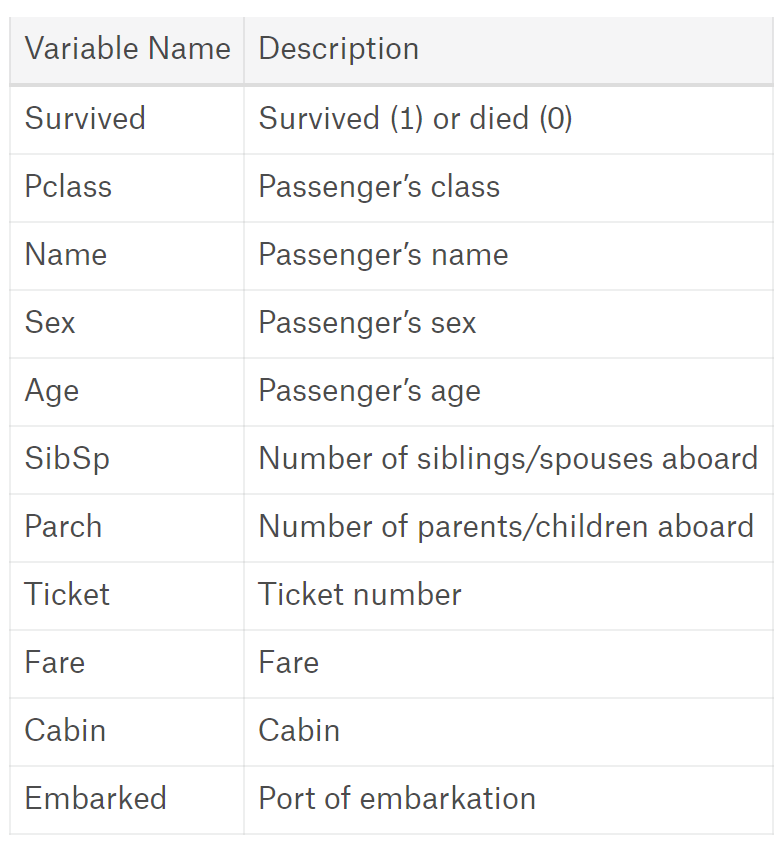 Variable Name Description
Survived Survived (1) or died (0)
Pclass Passenger’s class
Name Passenger’s name
Sex Passenger’s sex
Age Passenger’s age
SibSp Number of siblings/spouses aboard
Parch Number of parents/children aboard
Ticket Ticket number
Fare Fare
Cabin Cabin
Embarked Port of embarkation